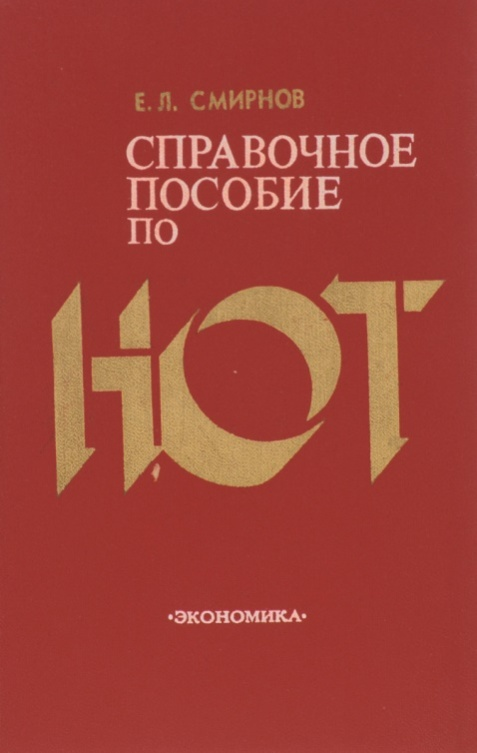 Е. Л. СМИРНОВ
СПРАВОЧНОЕ
ПОСОБИЕ
ПО
НОТ
•ЭКОНОМИКА•